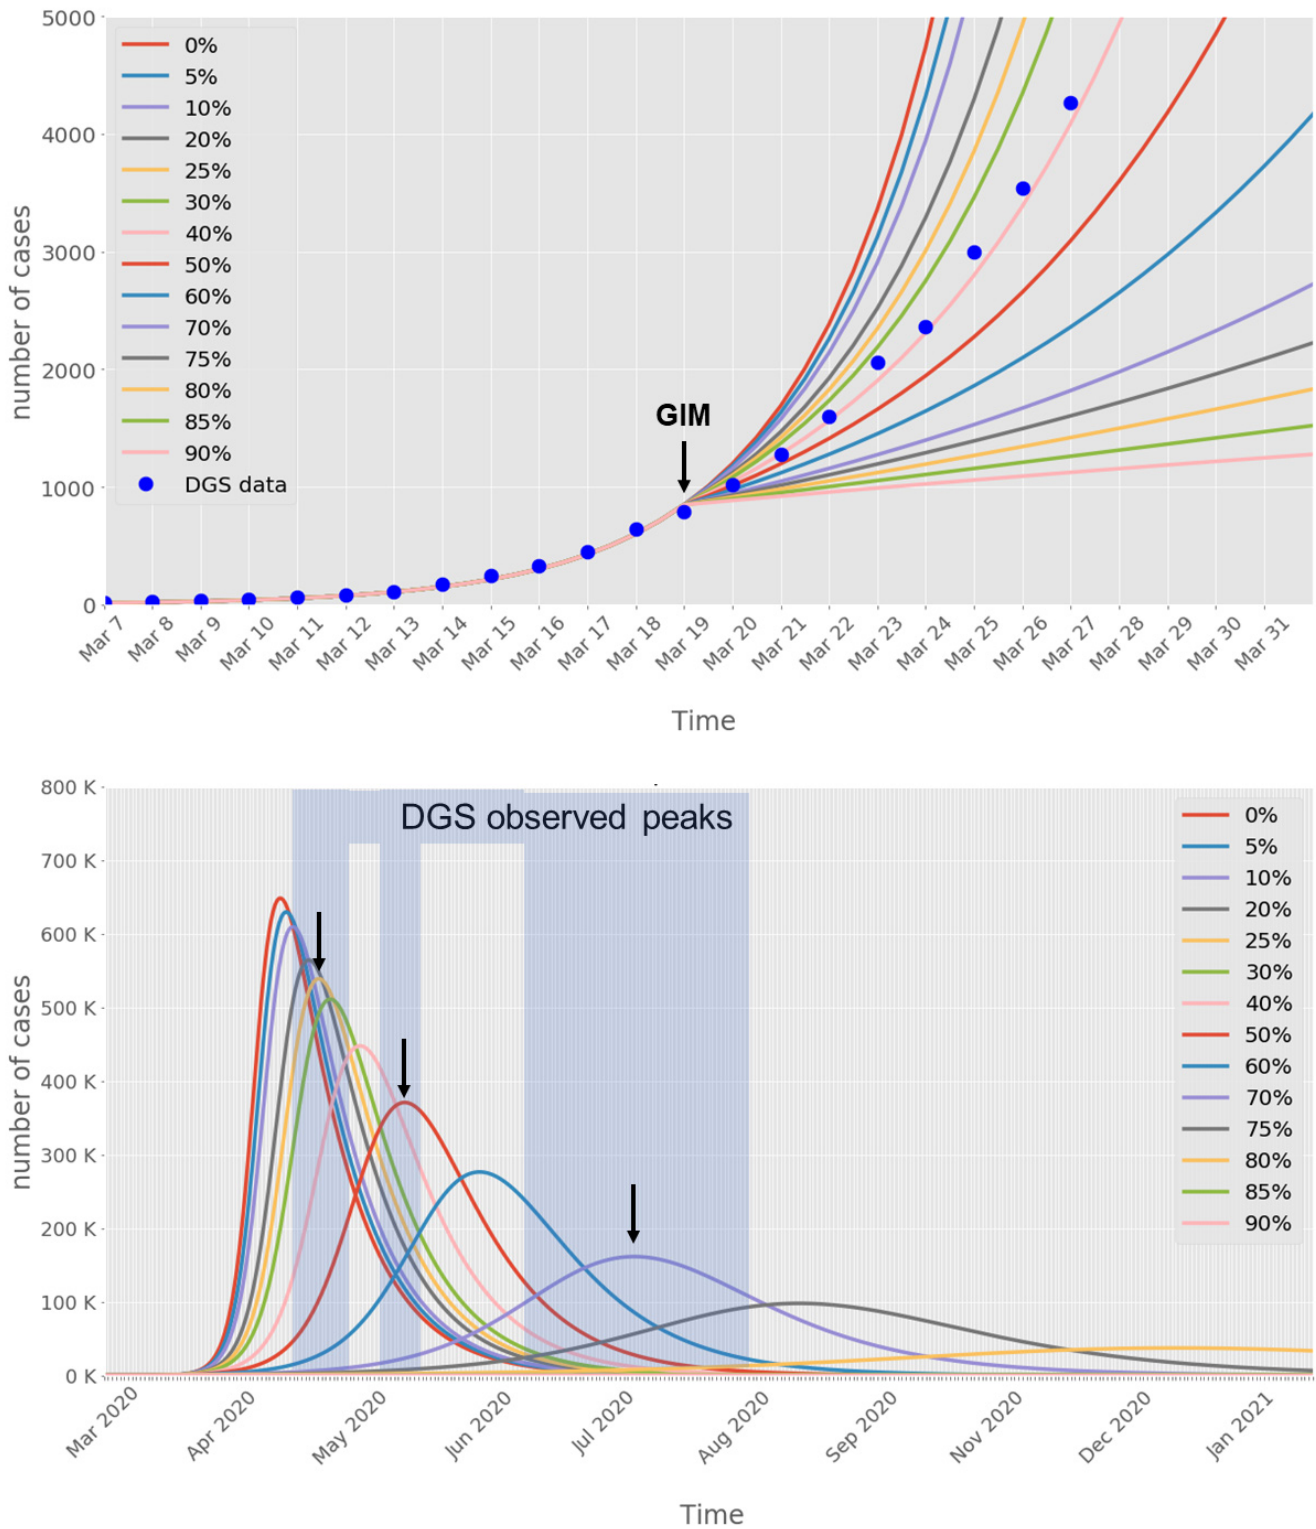 5000
4000
3000
2000
1000
0
number of cases
0%
5%
10%
20%
25%
30%
40%
50%
60%
70%
75%
80%
85%
90%
DGS data
GIM
Mar 7
Mar 8
Mar 9
Mar 10
Mar 11
Mar 12
Mar 13
Mar 14
Mar 15
Mar 16
Mar 17
Mar 18
Mar 19
Mar 20
Mar 21
Mar 22
Mar 23
Mar 24
Mar 25
Mar 26
Mar 27
Mar 28
Mar 29
Mar 30
Mar 31
Time
800 K
700 K
600 K
500 K
400 K
300 K
200 K
100 K
0 K
number of cases
DGS observed peaks
0%
5%
10%
20%
25%
30%
40%
50%
60%
70%
75%
80%
85%
90%
Mar 2020
Apr 2020
May 2020
Jun 2020
Jul 2020
Aug 2020
Sep 2020
Nov 2020
Dec 2020
Jan 2021
Time